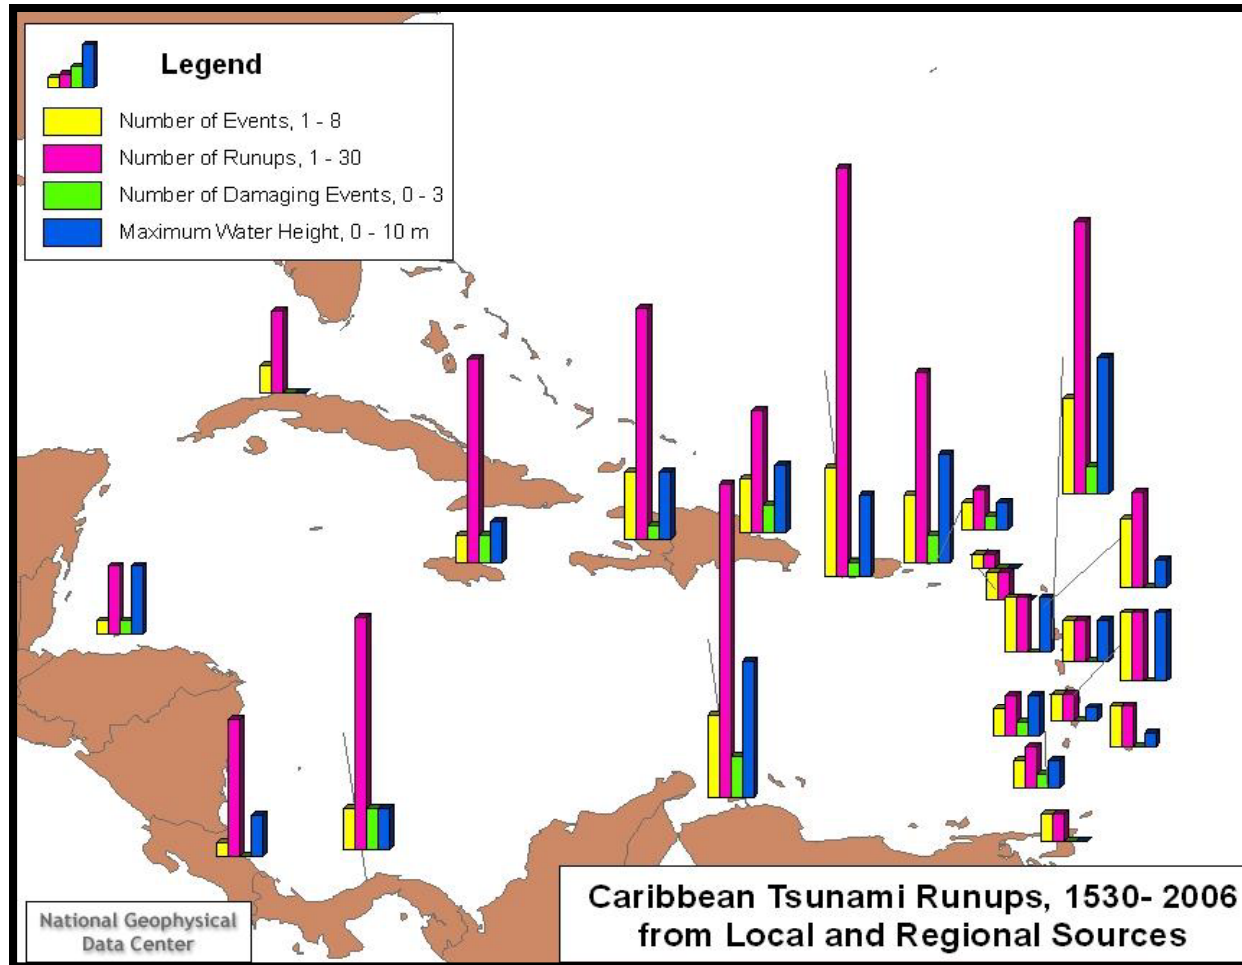 Legend
Number of Events, 1 - 8
Number of Runups, 1 - 30
Number of Damaging Events, 0 - 3
Maximum Water Height, 0 - 10 m
National Geophysical
Data Center
Caribbean Tsunami Runups, 1530- 2006
from Local and Regional Sources